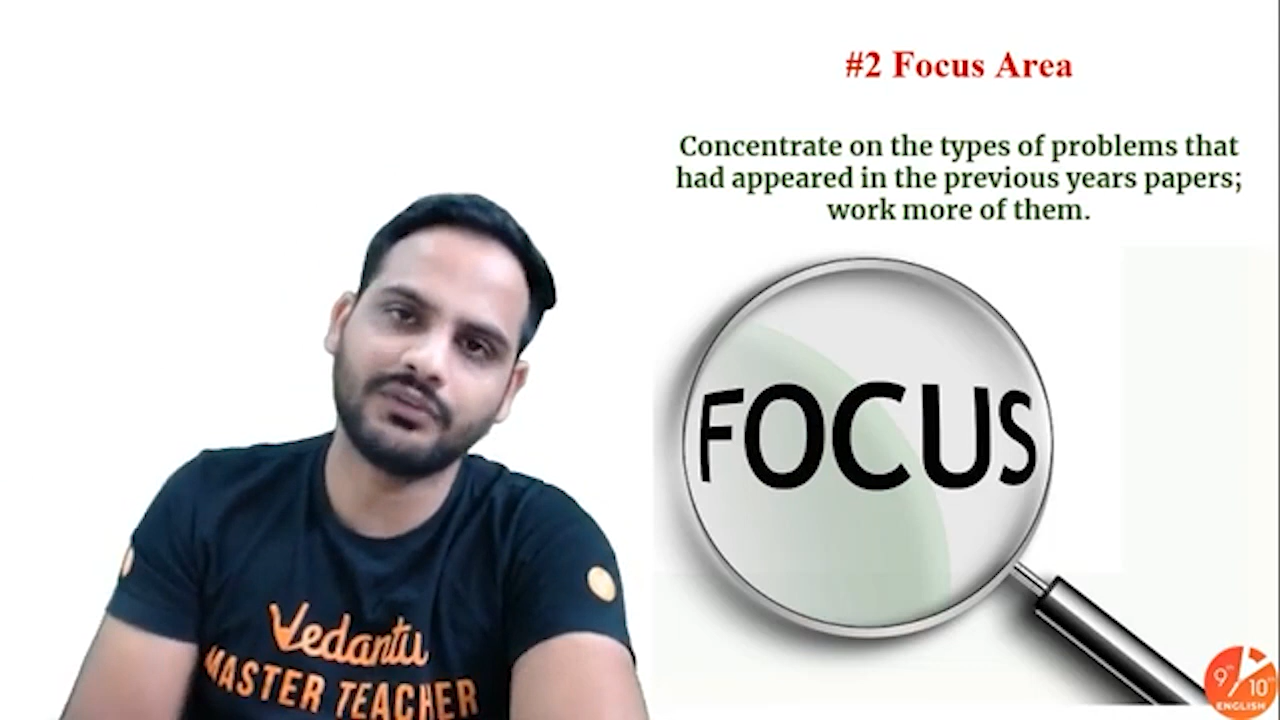 #2 Focus Area
Concentrate on the types of problems that
had appeared in the previous years papers;
work more of them.
FOCUS
Vedantu
MASTER TEACHER
9th
10th
ENGLISH